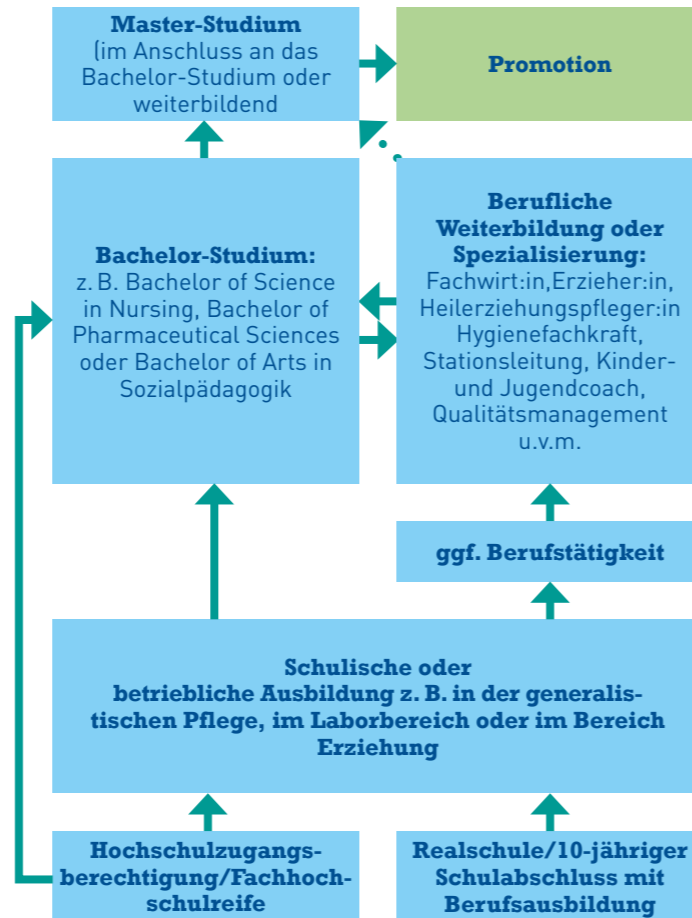 Master-Studium
(im Anschluss an das
Bachelor-Studium oder
weiterbildend
Promotion
Bachelor-Studium:
z. B. Bachelor of Science
in Nursing, Bachelor of
Pharmaceutical Sciences
oder Bachelor of Arts in
Sozialpädagogik
Berufliche
Weiterbildung oder
Spezialisierung:
Fachwirt:in,Erzieher:in,
Heilerziehungspfleger:in
Hygienefachkraft,
Stationsleitung, Kinder-
und Jugendcoach,
Qualitätsmanagement
u.v.m.
ggf. Berufstätigkeit
Schulische oder
betriebliche Ausbildung z. B. in der generalis-
tischen Pflege, im Laborbereich oder im Bereich
Erziehung
Hochschulzugangs-
berechtigung/Fachhoch-
schulreife
Realschule/10-jähriger
Schulabschluss mit
Berufsausbildung